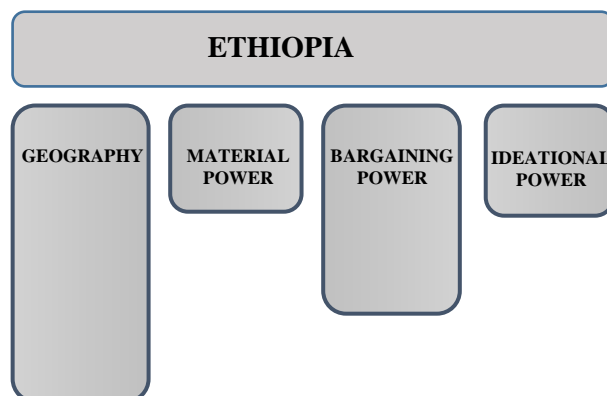 ETHIOPIA
GEOGRAPHY
MATERIAL
POWER
BARGAINING
POWER
IDEATIONAL
POWER